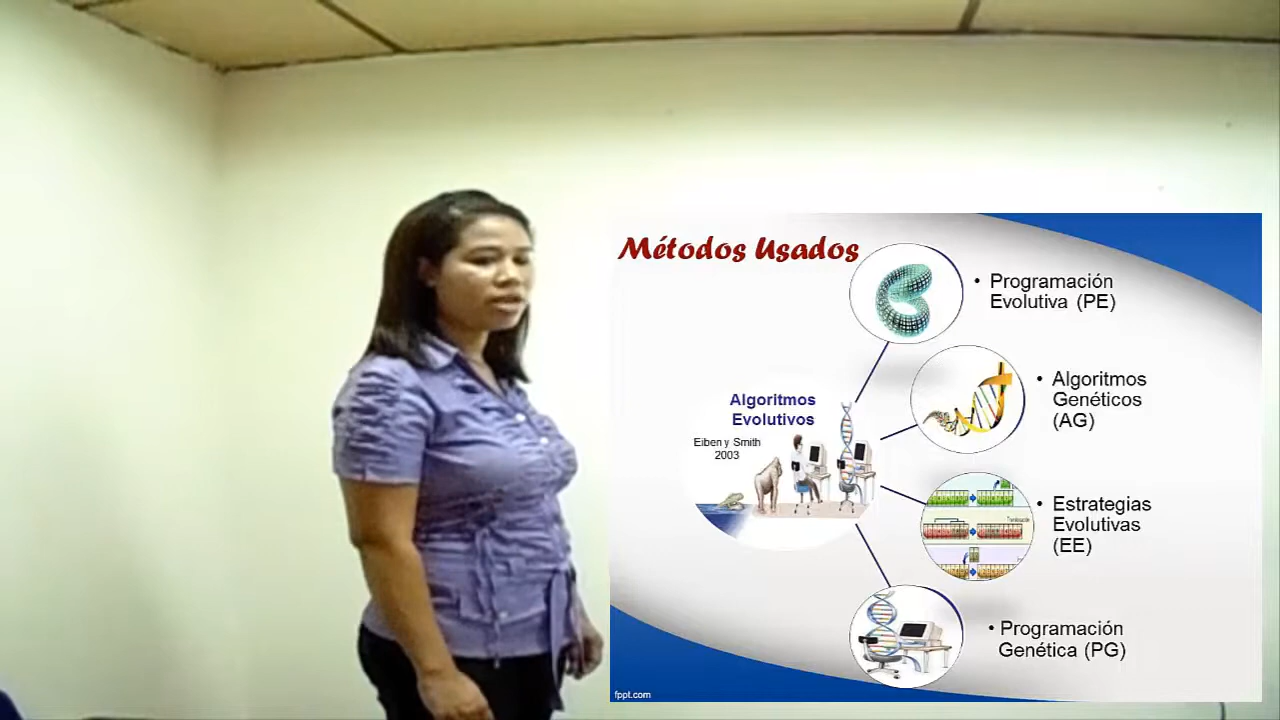 Métodos Usados
• Programación
Evolutiva (PE)
• Algoritmos
Genéticos
(AG)
Algoritmos
Evolutivos
Eiben y Smith
2003
• Estrategias
Evolutivas
(EE)
• Programación
Genética (PG)
fppt.com